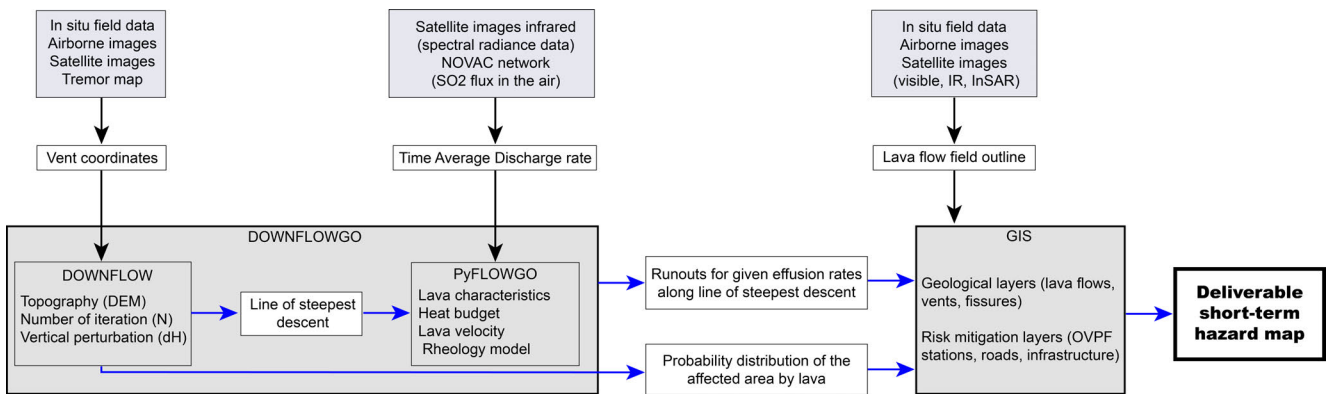 In situ field data
Airborne images
Satellite images
Tremor map
Satellite images infrared
(spectral radiance data)
NOVAC network
(SO2 flux in the air)
In situ field data
Airborne images
Satellite images
(visible, IR, InSAR)
Vent coordinates
Time Average Discharge rate
Lava flow field outline
DOWNFLOWGO
DOWNFLOW
Topography (DEM)
Number of iteration (N)
Vertical perturbation (dH)
Line of steepest
descent
PyFLOWGO
Lava characteristics
Heat budget
Lava velocity
Rheology model
Runouts for given effusion rates
along line of steepest descent
Probability distribution of the
affected area by lava
GIS
Geological layers (lava flows,
vents, fissures)
Risk mitigation layers (OVPF
stations, roads, infrastructure)
Deliverable
short-term
hazard map